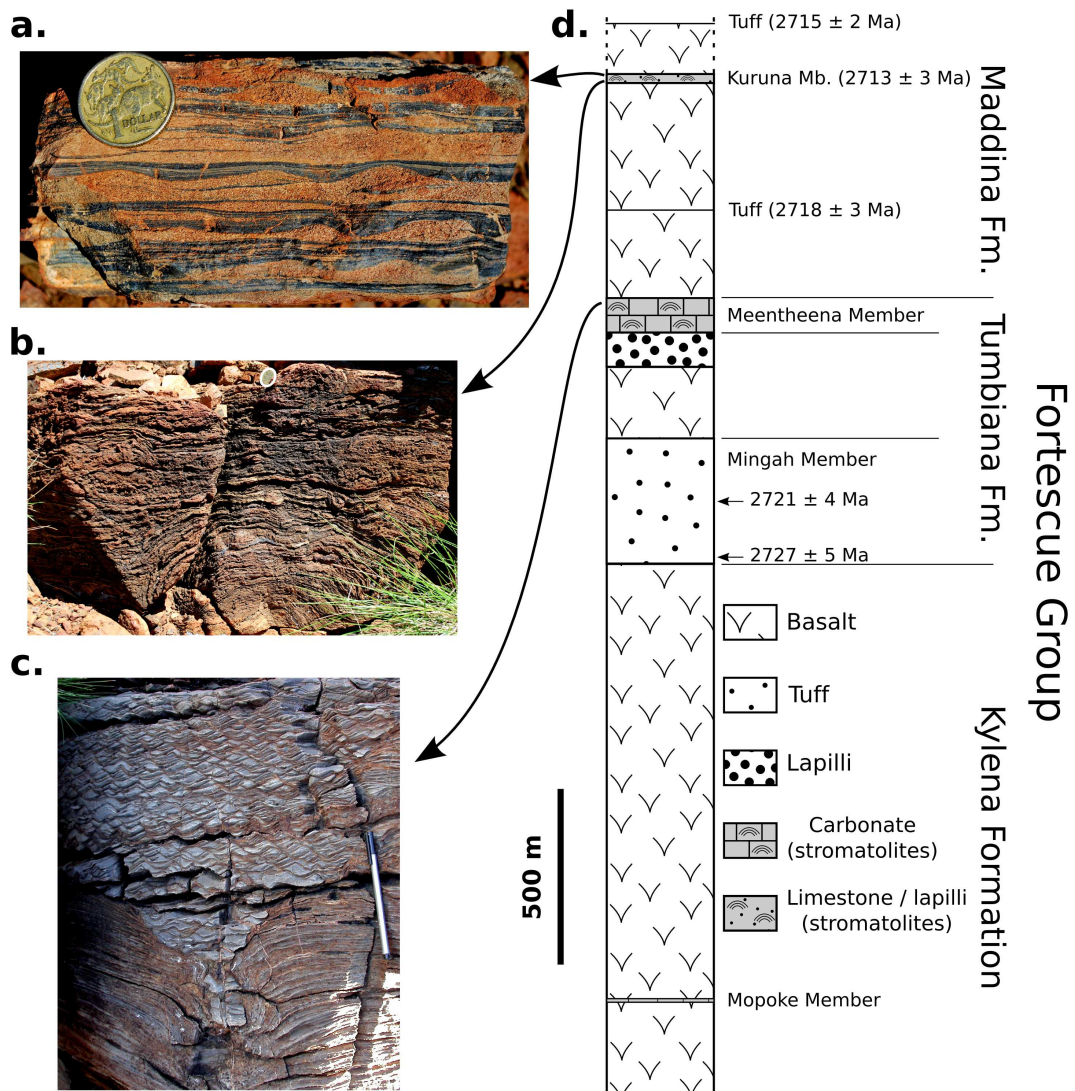 a.
DOLLAR
b.
c.
d.
Tuff (2715 ± 2 Ma)
Kuruna Mb. (2713 ± 3 Ma)
Tuff (2718 ± 3 Ma)
Maddina Fm.
Meentheena Member
Mingah Member
2721 ± 4 Ma
2727 ± 5 Ma
Tumbiana Fm.
Fortescue Group
Basalt
Tuff
Lapilli
Carbonate
(stromatolites)
Limestone / lapilli
(stromatolites)
Kylena Formation
500 m
Mopoke Member